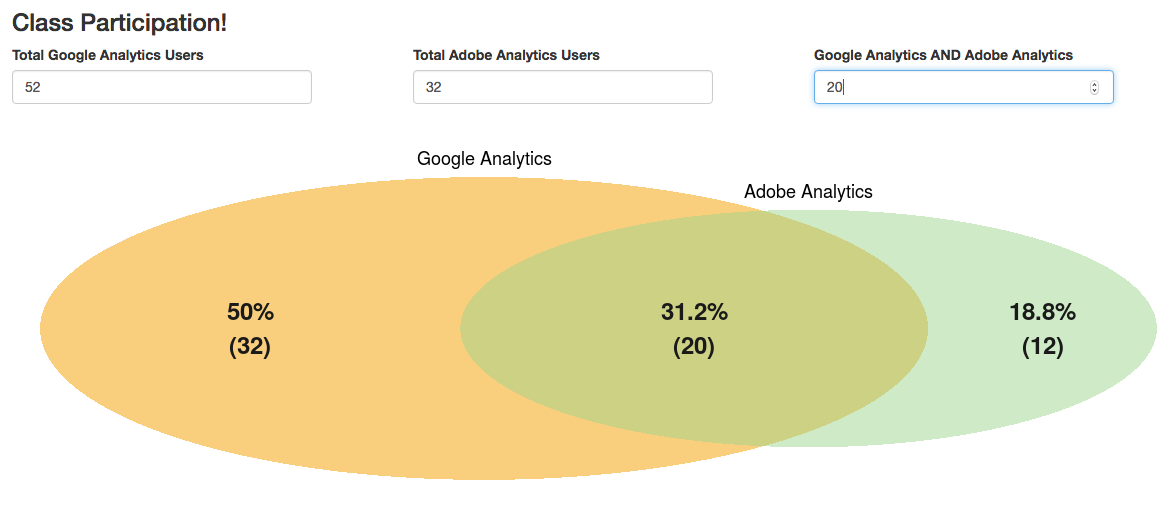 Class Participation!
Total Google Analytics Users
Total Adobe Analytics Users
Google Analytics AND Adobe Analytics
52
32
20
Google Analytics
Adobe Analytics
50%
(32)
31.2%
(20)
18.8%
(12)